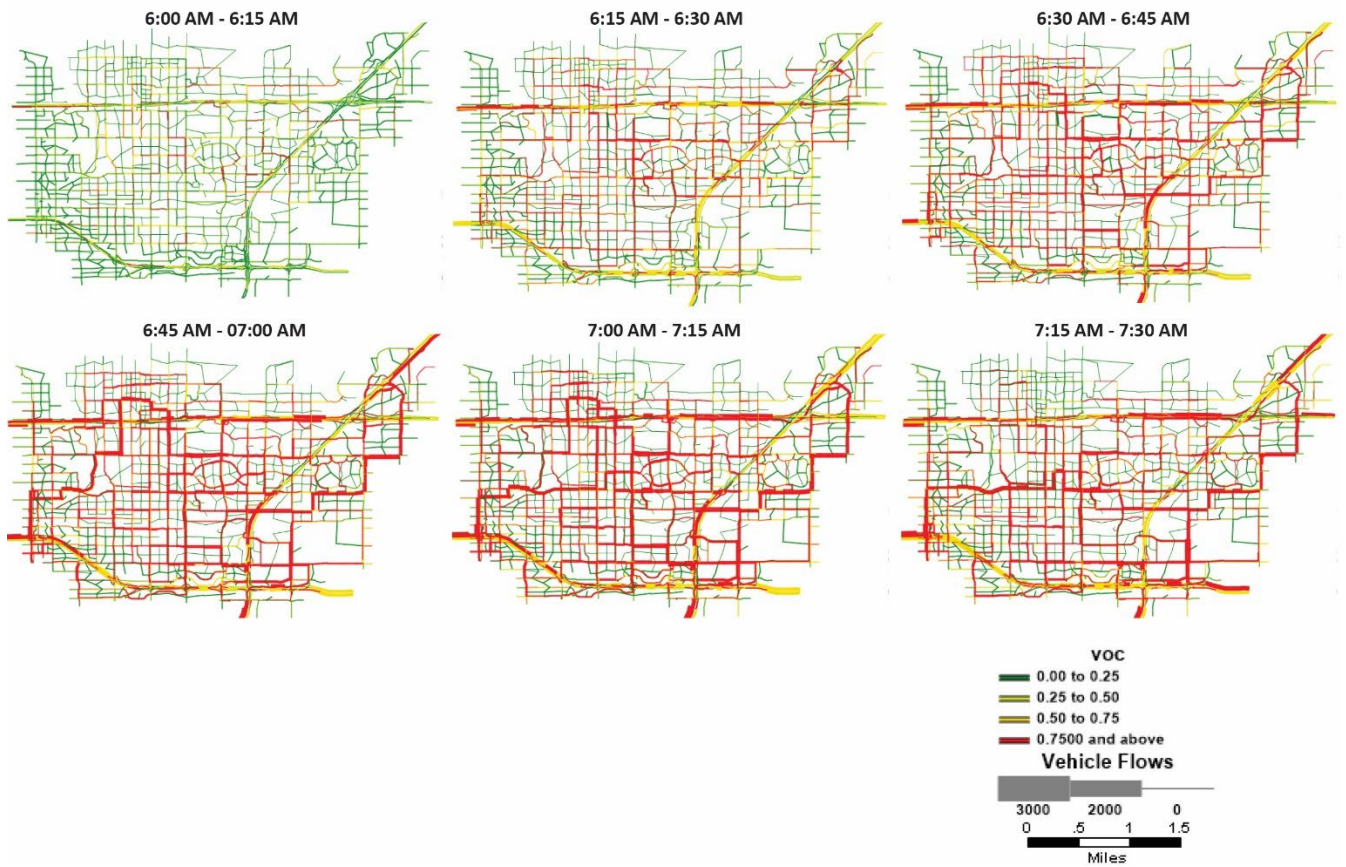 6:00 AM - 6:15 AM
6:15 AM - 6:30 AM
6:30 AM - 6:45 AM
6:45 AM - 07:00 AM
7:00 AM - 7:15 AM
7:15 AM - 7:30 AM
VOC
0.00 to 0.25
0.25 to 0.50
0.50 to 0.75
0.7500 and above
Vehicle Flows
3000 2000 0
0 .5 1 1.5
Miles